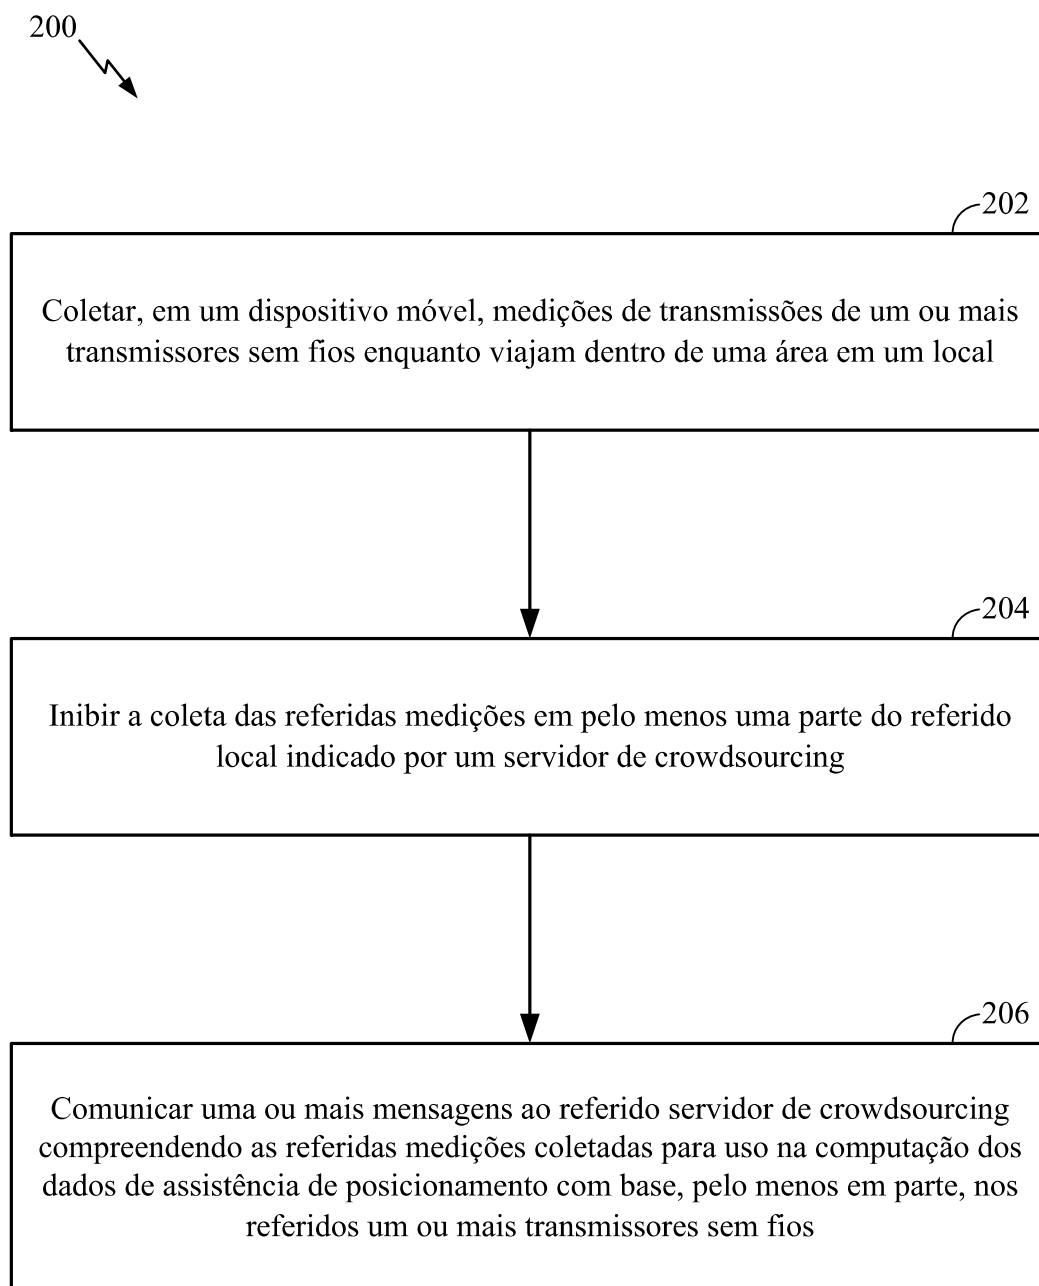 200
202
Coletar, em um dispositivo móvel, medições de transmissões de um ou mais
transmissores sem fios enquanto viajam dentro de uma área em um local
204
Inibir a coleta das referidas medições em pelo menos uma parte do referido
local indicado por um servidor de crowdsourcing
206
Comunicar uma ou mais mensagens ao referido servidor de crowdsourcing
compreendendo as referidas medições coletadas para uso na computação dos
dados de assistência de posicionamento com base, pelo menos em parte, nos
referidos um ou mais transmissores sem fios